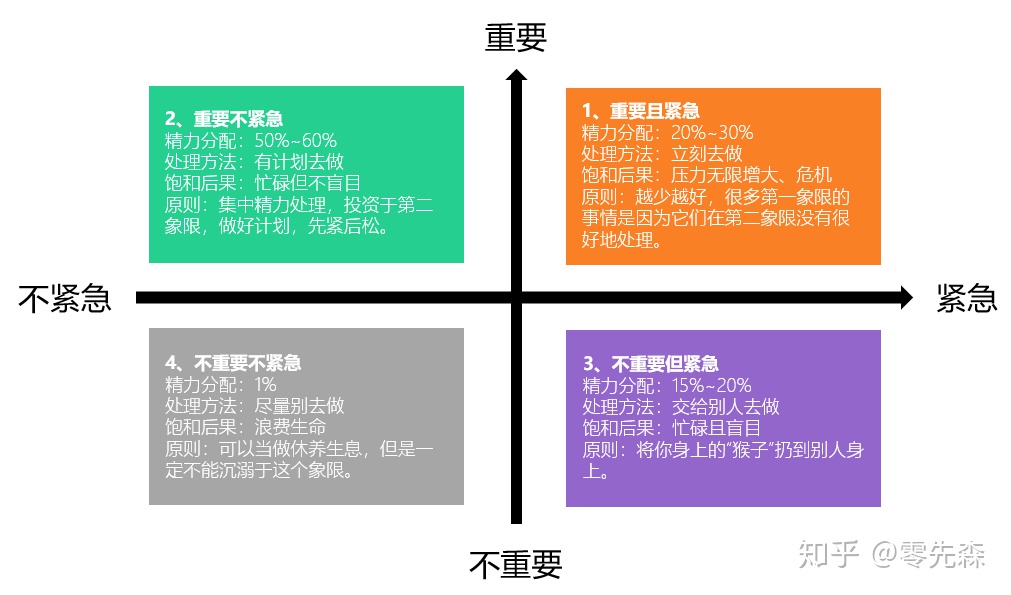 重要
2、重要不紧急
精力分配：50%~60%
处理方法：有计划去做
饱和后果：忙碌但不盲目
原则：集中精力处理，投资于第二
象限，做好计划，先紧后松。
1、重要且紧急
精力分配：20%~30%
处理方法：立刻去做
饱和后果：压力无限增大、危机
原则：越少越好，很多第一象限的
事情是因为它们在第二象限没有很
好地处理。
不紧急
紧急
4、不重要不紧急
精力分配：1%
处理方法：尽量别去做
饱和后果：浪费生命
原则：可以当做休养生息，但是一
定不能沉溺于这个象限。
3、不重要但紧急
精力分配：15%~20%
处理方法：交给别人去做
饱和后果：忙碌且盲目
原则：将你身上的“猴子”扔到别人身
上。
不重要
知乎 @零先森